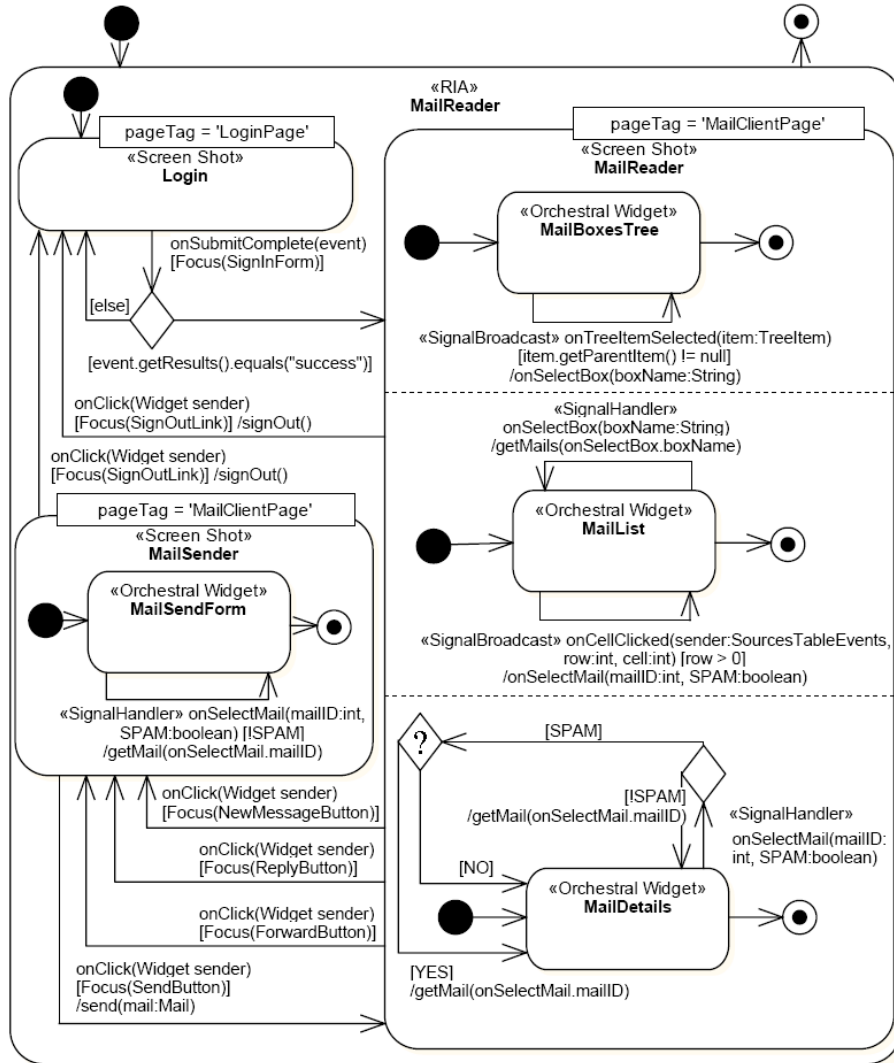 «RIA»
MailReader
pageTag = 'LoginPage'
«Screen Shot»
Login
onSubmitComplete(event)
[Focus(SignInForm)]
[else]
[event.getResults().equals("success")]
onClick(Widget sender)
[Focus(SignOutLink)] /signOut()
onClick(Widget sender)
[Focus(SignOutLink)] /signOut()
pageTag = 'MailClientPage'
«Screen Shot»
MailSender
«Orchestral Widget»
MailSendForm
«SignalHandler» onSelectMail(mailID:int,
SPAM:boolean) [!SPAM]
/getMail(onSelectMail.mailID)
onClick(Widget sender)
[Focus(NewMessageButton)]
onClick(Widget sender)
[Focus(ReplyButton)]
onClick(Widget sender)
[Focus(ForwardButton)]
onClick(Widget sender)
[Focus(SendButton)]
/send(mail:Mail)
pageTag = 'MailClientPage'
«Screen Shot»
MailReader
«Orchestral Widget»
MailBoxesTree
«SignalBroadcast» onTreeItemSelected(item:TreeItem)
[item.getParentItem() != null]
/onSelectBox(boxName:String)
«SignalHandler»
onSelectBox(boxName:String)
/getMails(onSelectBox.boxName)
«Orchestral Widget»
MailList
«SignalBroadcast» onCellClicked(sender:SourcesTableEvents,
row:int, cell:int) [row > 0]
/onSelectMail(mailID:int, SPAM:boolean)
?
[SPAM]
[!SPAM]
/getMail(onSelectMail.mailID)
«SignalHandler»
onSelectMail(mailID:
int, SPAM:boolean)
[NO]
«Orchestral Widget»
MailDetails
[YES]
/getMail(onSelectMail.mailID)